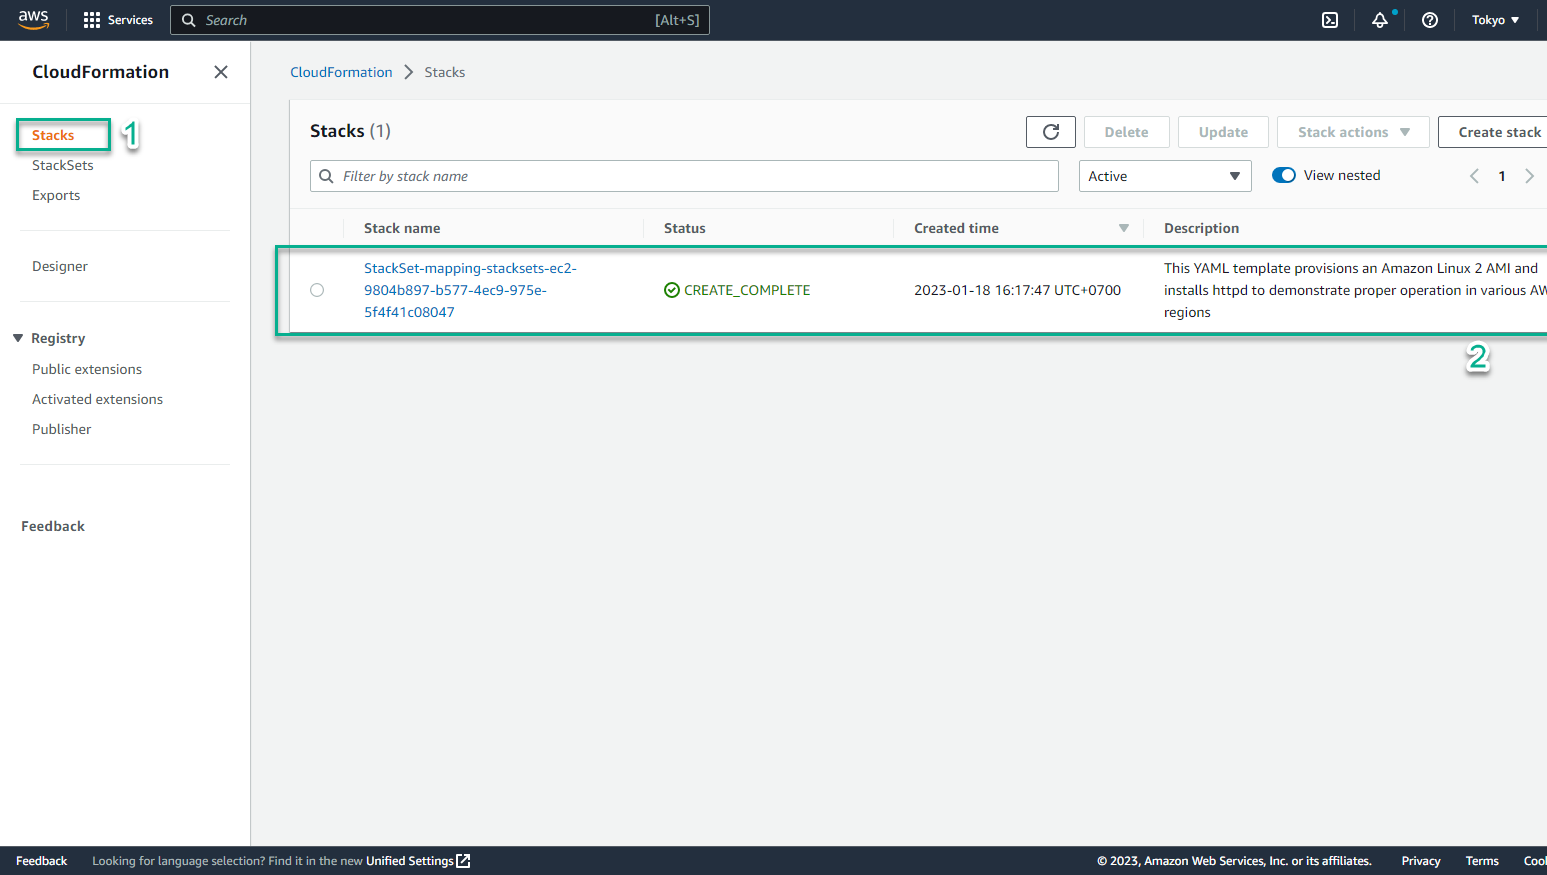 aws
Services
Search
[Alt+S]
Tokyo
CloudFormation
Stacks
1
StackSets
Exports
Designer
Registry
Public extensions
Activated extensions
Publisher
Feedback
CloudFormation
Stacks
Stacks (1)
Delete
Update
Stack actions
Create stack
Filter by stack name
Active
View nested
1
Stack name
Status
Created time
Description
StackSet-mapping-stacksets-ec2-
9804b897-b577-4ec9-975e-
5f4f41c08047
CREATE_COMPLETE
2023-01-18 16:17:47 UTC+0700
This YAML template provisions an Amazon Linux 2 AMI and
installs httpd to demonstrate proper operation in various AW
regions
2
Feedback
Looking for language selection? Find it in the new Unified Settings
© 2023, Amazon Web Services, Inc. or its affiliates.
Privacy
Terms
Cool